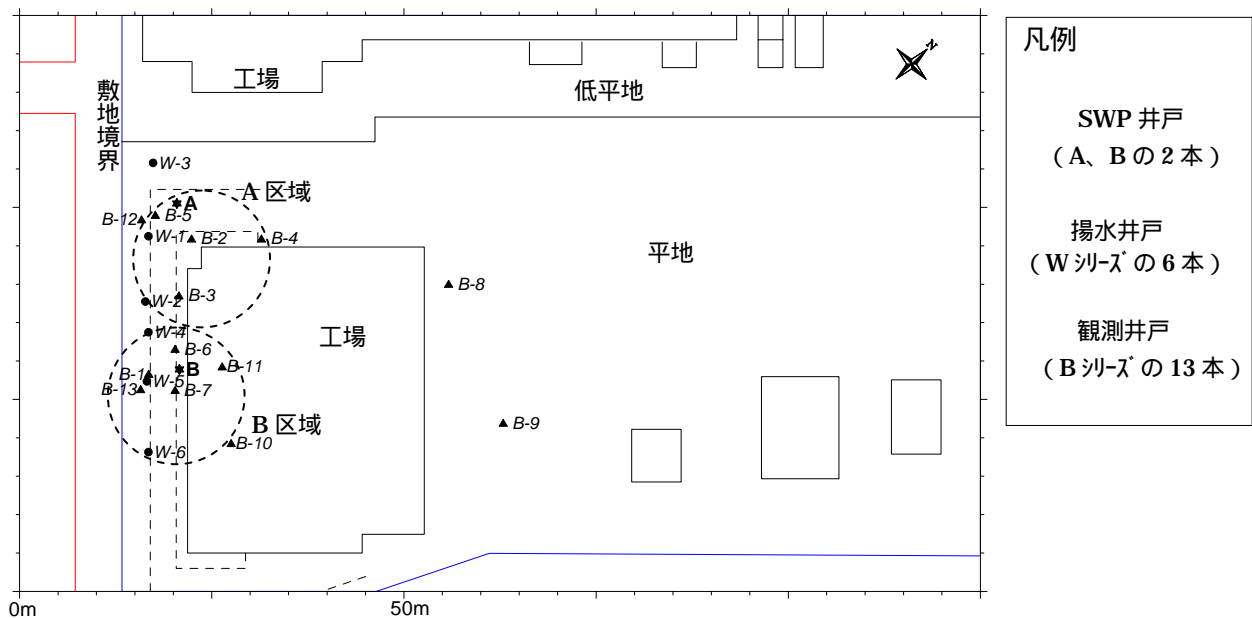 工場
低平地
敷地境界
N
W-3
A 区域
A
B-12
B-5
W-1
B-2
B-4
平地
B-3
W-2
B-8
W-4
工場
B-6
B
B-11
B-1
W-5
B-13
B-7
B 区域
B-9
B-10
W-6
0m
50m
凡例
SWP 井戸
（A、B の 2 本）
揚水井戸
（W シリーズ の 6 本）
観測井戸
（B シリーズ の 13 本）